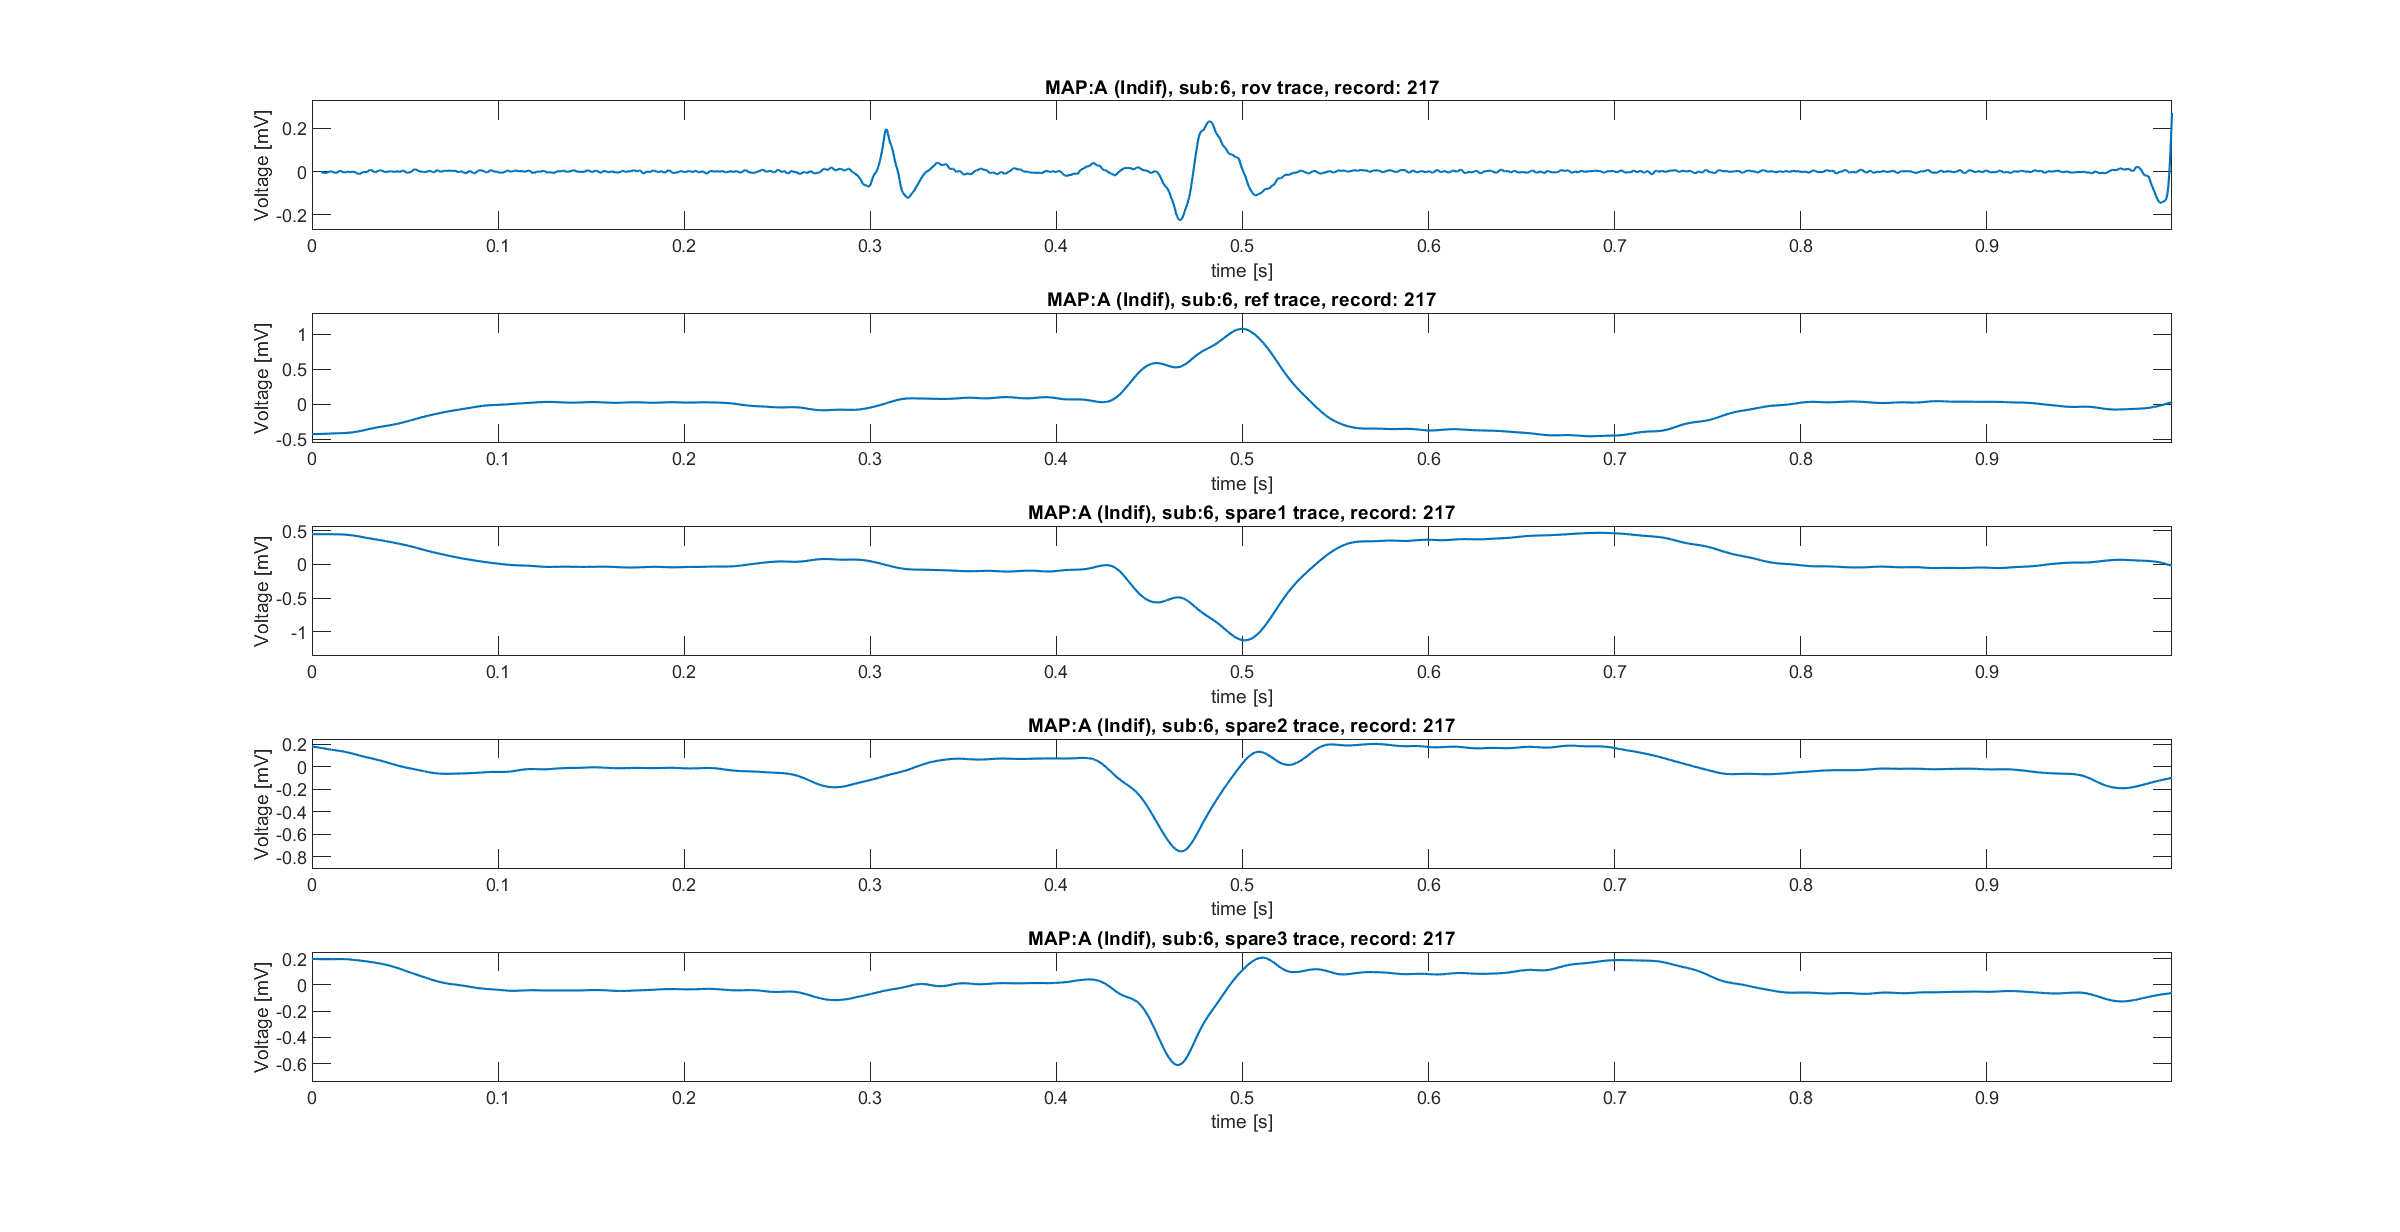 MAP:A (Indif), sub:6, rov trace, record: 217
Voltage [mV]
0.2
0
-0.2
0 0.1 0.2 0.3 0.4 0.5 0.6 0.7 0.8 0.9
time [s]
MAP:A (Indif), sub:6, ref trace, record: 217
Voltage [mV]
1
0.5
0
-0.5
0 0.1 0.2 0.3 0.4 0.5 0.6 0.7 0.8 0.9
time [s]
MAP:A (Indif), sub:6, spare1 trace, record: 217
Voltage [mV]
0.5
0
-0.5
-1
0 0.1 0.2 0.3 0.4 0.5 0.6 0.7 0.8 0.9
time [s]
MAP:A (Indif), sub:6, spare2 trace, record: 217
Voltage [mV]
0.2
0
-0.2
-0.4
-0.6
-0.8
0 0.1 0.2 0.3 0.4 0.5 0.6 0.7 0.8 0.9
time [s]
MAP:A (Indif), sub:6, spare3 trace, record: 217
Voltage [mV]
0.2
0
-0.2
-0.4
-0.6
0 0.1 0.2 0.3 0.4 0.5 0.6 0.7 0.8 0.9
time [s]